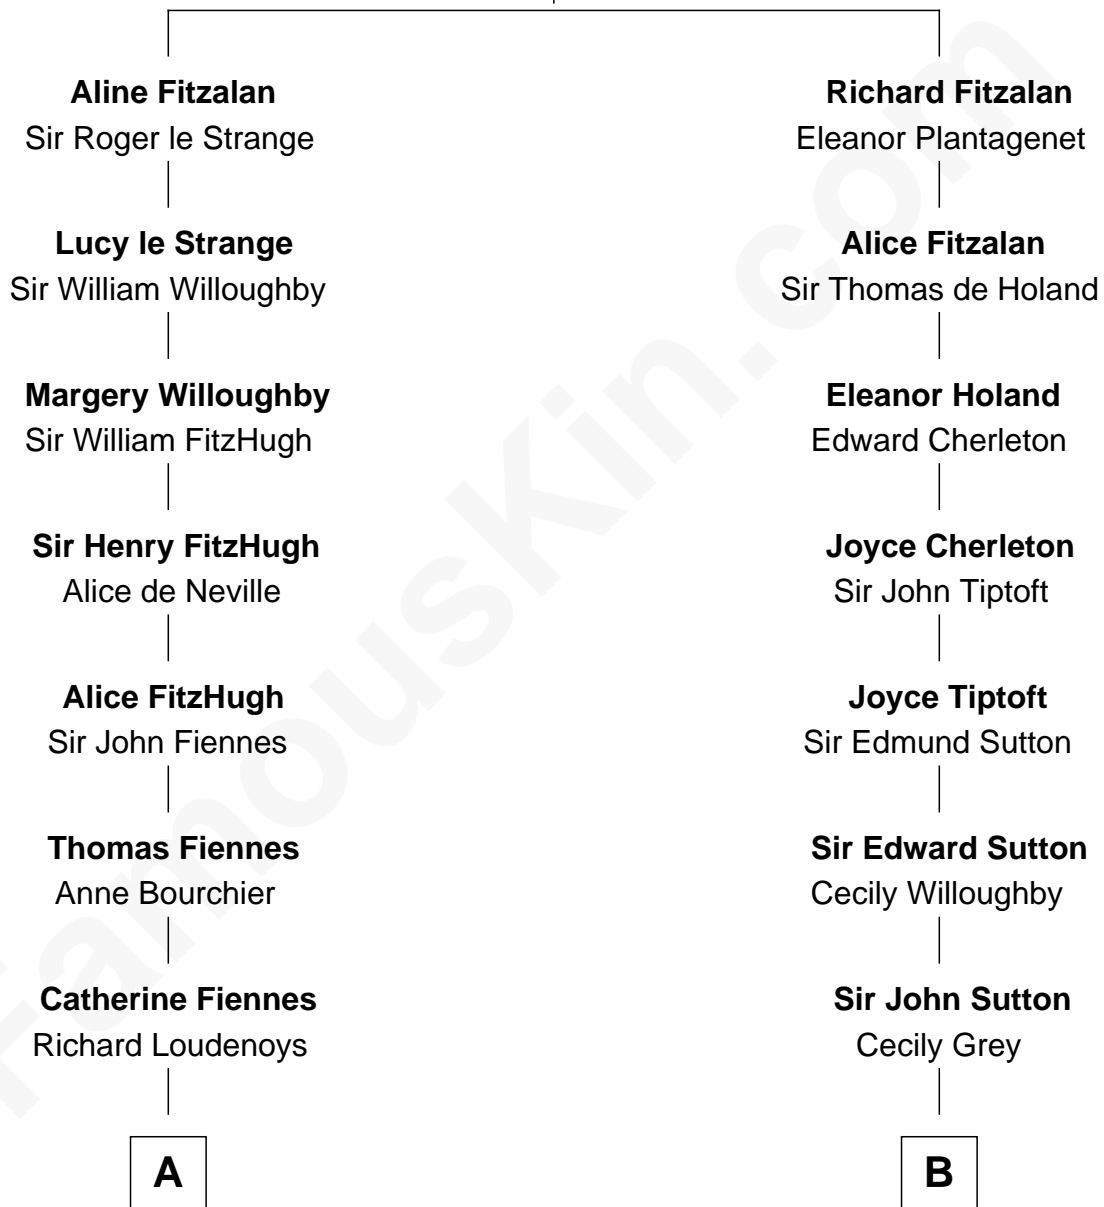 Aline Fitzalan
Sir Roger le Strange
Richard Fitzalan
Eleanor Plantagenet
Lucy le Strange
Sir William Willoughby
Alice Fitzalan
Sir Thomas de Holand
Margery Willoughby
Sir William FitzHugh
Eleanor Holand
Edward Cherleton
Sir Henry FitzHugh
Alice de Neville
Joyce Cherleton
Sir John Tiptoft
Alice FitzHugh
Sir John Fiennes
Joyce Tiptoft
Sir Edmund Sutton
Thomas Fiennes
Anne Bourchier
Sir Edward Sutton
Cecily Willoughby
Catherine Fiennes
Richard Loudenoys
Sir John Sutton
Cecily Grey
A
B
FamousKin.com